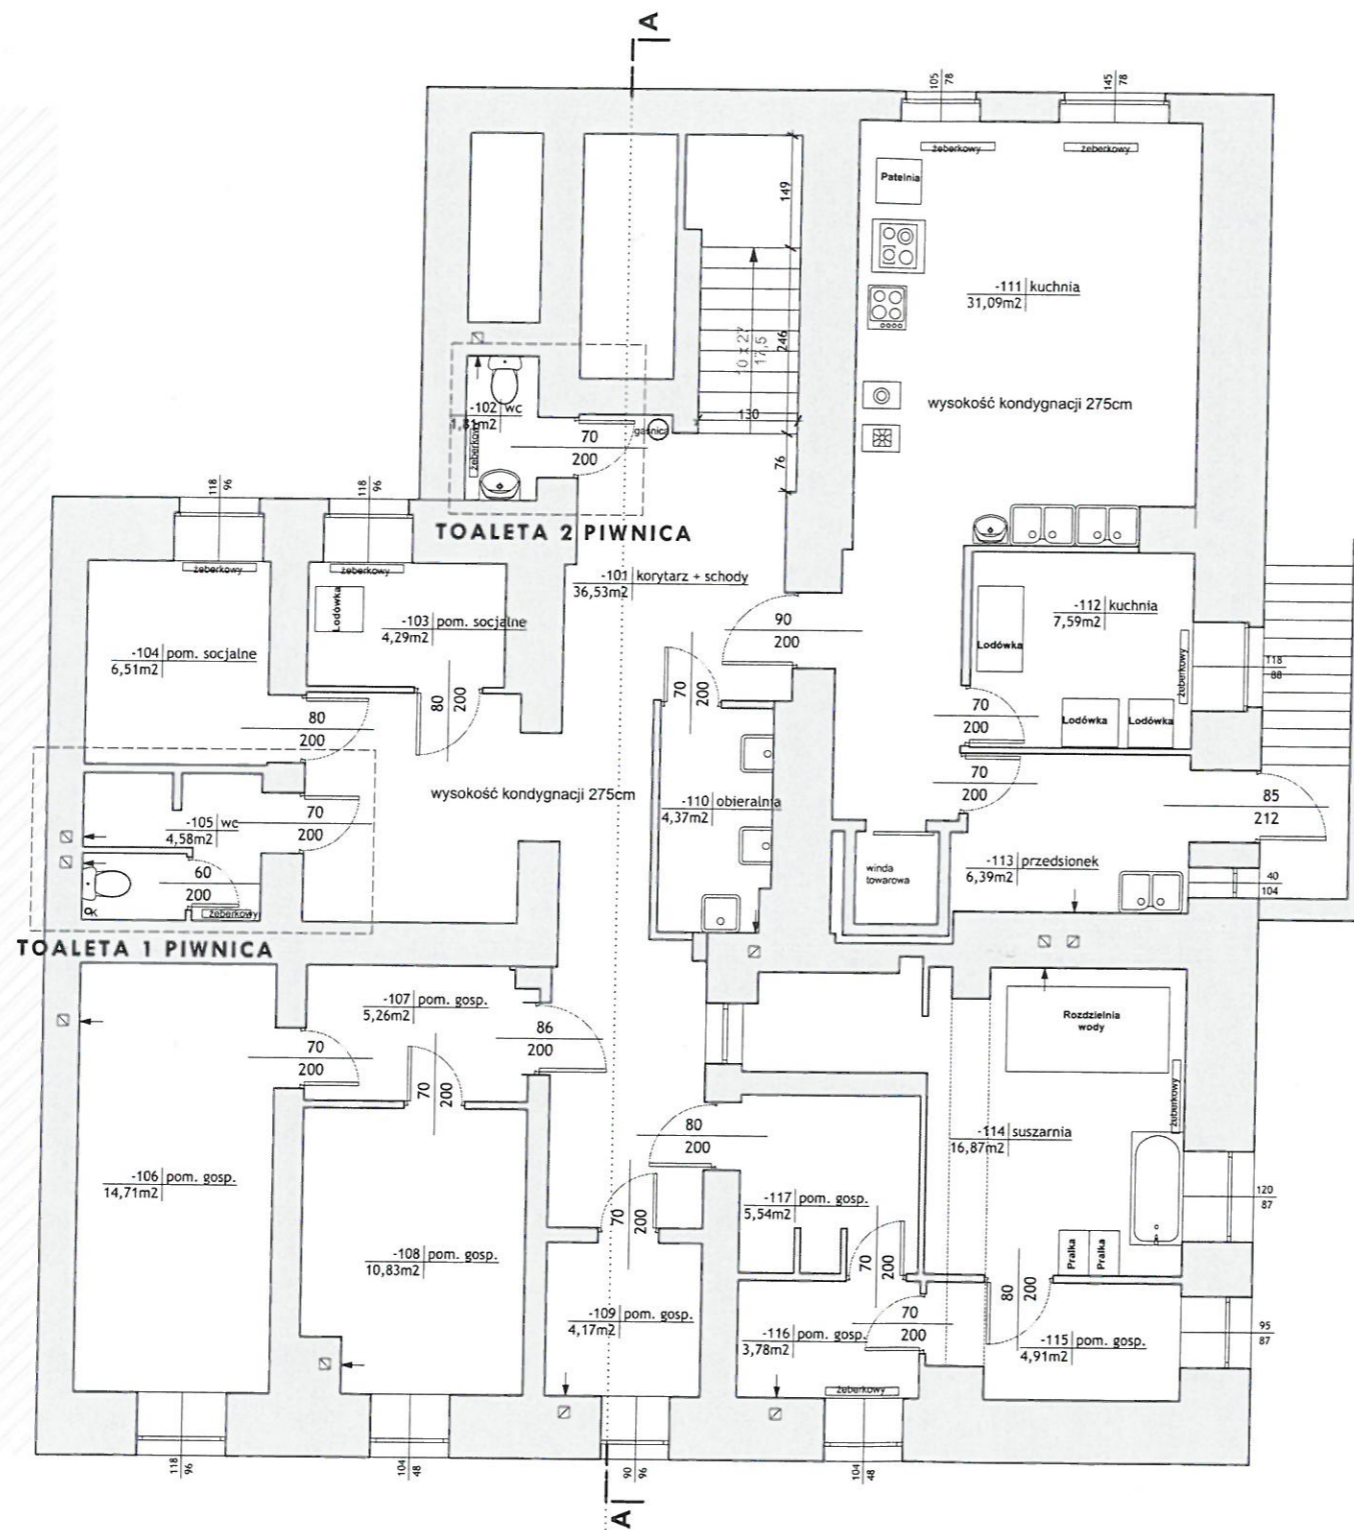 A
105
78
145
78
żeberkowy
żeberkowy
Patelnia
149
-111 kuchnia
31,09m2
10 x 27
17,5
246
wysokość kondygnacji 275cm
-102 wc
1,81m2
130
żeberkowy
70
200
76
118
96
118
96
TOALETA 2 PIWNICA
żeberkowy
żeberkowy
Lodówka
-101 korytarz + schody
36,53m2
-103 pom. socjalne
4,29m2
90
200
-112 kuchnia
7,59m2
Lodówka
żeberkowy
118
88
-104 pom. socjalne
6,51m2
70
200
80
200
80
200
70
200
Lodówka
Lodówka
70
200
wysokość kondygnacji 275cm
-110 obieralnia
4,37m2
85
212
-105 wc
4,58m2
70
200
60
200
żeberkowy
K
winda
towarowa
-113 przedsionek
6,39m2
40
104
TOALETA 1 PIWNICA
-107 pom. gosp.
5,26m2
86
200
70
200
70
200
Rozdzielnia
wody
żeberkowy
80
200
-114 suszarnia
16,87m2
-106 pom. gosp.
14,71m2
-117 pom. gosp.
5,54m2
120
87
70
200
-108 pom. gosp.
10,83m2
70
200
Pralka
Pralka
80
200
-109 pom. gosp.
4,17m2
70
200
-116 pom. gosp.
3,78m2
-115 pom. gosp.
4,91m2
95
87
żeberkowy
118
96
104
48
90
96
104
48
A